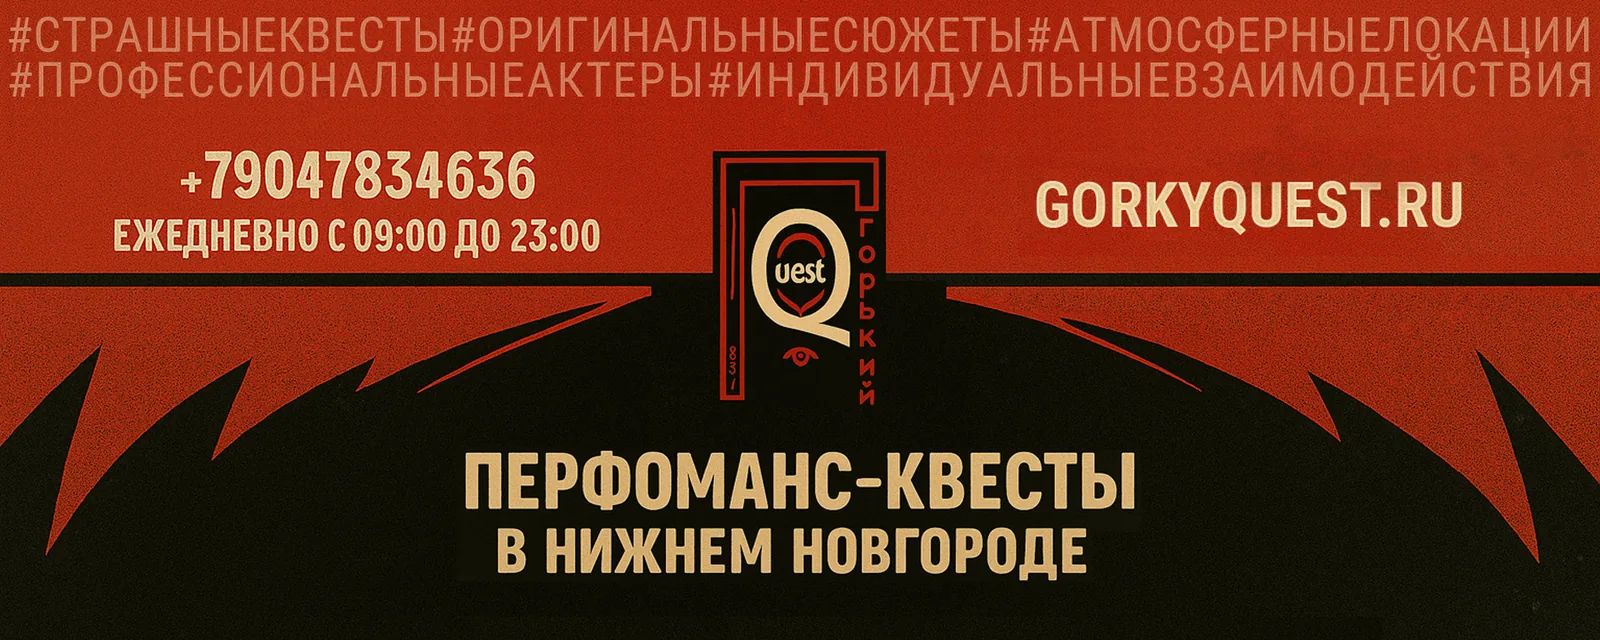 #СТРАШНЫЕКВЕСТЫ#ОРИГИНАЛЬНЫЕСЮЖЕТЫ#АТМОСФЕРНЫЕЛОКАЦИИ
#ПРОФЕССИОНАЛЬНЫЕАКТЕРЫ#ИНДИВИДУАЛЬНЫЕВЗАИМОДЕЙСТВИЯ
+79047834636
ЕЖЕДНЕВНО С 09:00 ДО 23:00
GORKYQUEST.RU
Quest
ГОРЬКИЙ
831
ПЕРФОМАНС-КВЕСТЫ
В НИЖНЕМ НОВГОРОДЕ